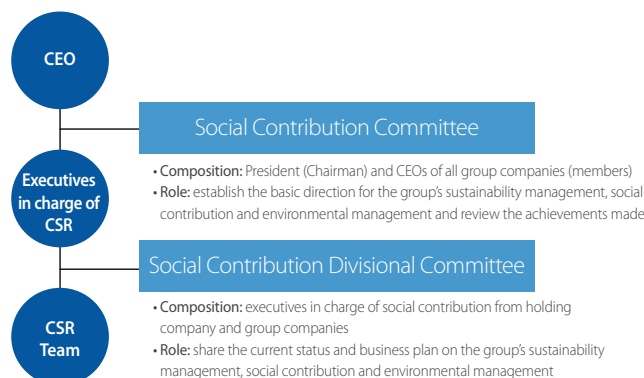 CEO
Social Contribution Committee
• Composition: President (Chairman) and CEOs of all group companies (members)
• Role: establish the basic direction for the group's sustainability management, social
contribution and environmental management and review the achievements made
Executives
in charge of
CSR
Social Contribution Divisional Committee
• Composition: executives in charge of social contribution from holding
company and group companies
• Role: share the current status and business plan on the group's sustainability
management, social contribution and environmental management
CSR
Team